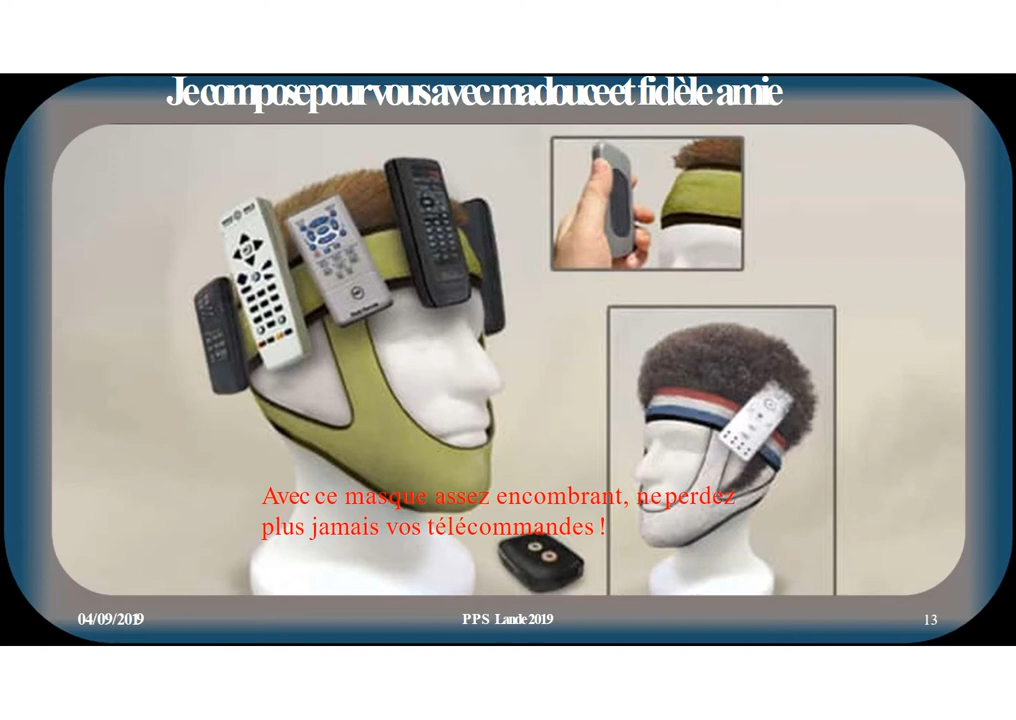 Je compose pour vous avec ma douce et fidèle amie
Avec ce masque assez encombrant, ne perdez
plus jamais vos télécommandes !
04/09/2019
PPS Lande 2019
13